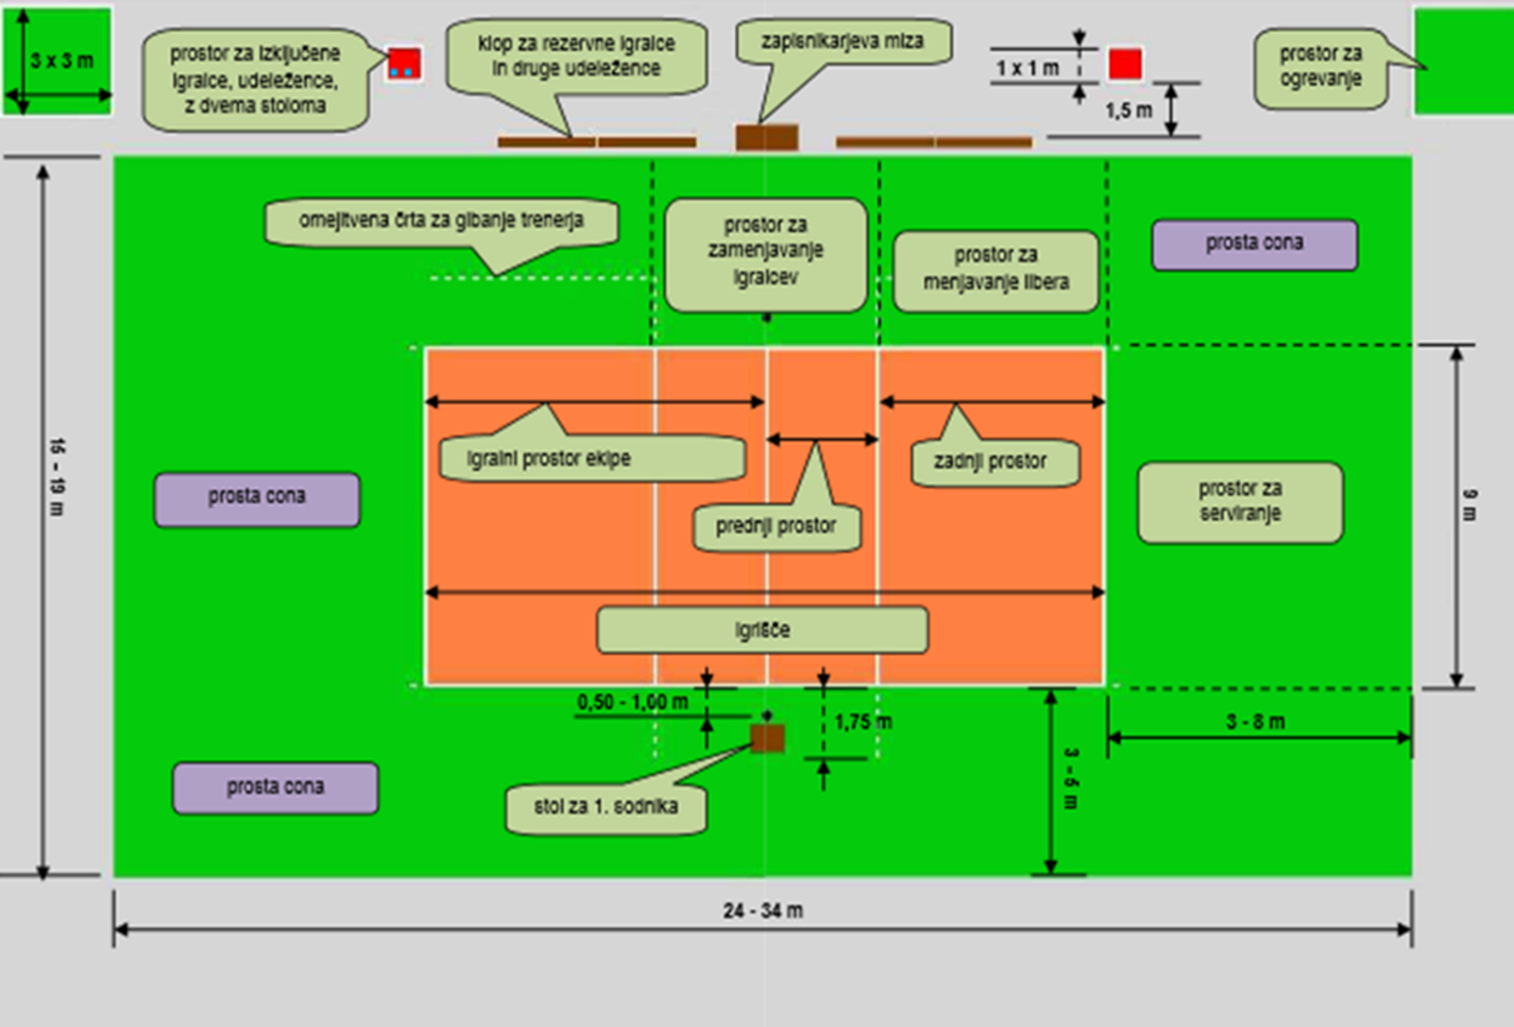 3 x 3 m
prostor za izključene
igralce, udeležence,
z dvema stoloma
klop za rezervne igralce
in druge udeležence
zapisnikarjeva miza
1 x 1 m
1,5 m
prostor za
ogrevanje
omejitvena črta za gibanje trenerja
prostor za
zamenjavanje
igralcev
prostor za
menjavanje libera
prosta cona
16 - 19 m
igralni prostor ekipe
zadnji prostor
prosta cona
prednji prostor
prostor za
serviranje
9 m
igrišče
0,50 - 1,00 m
1,75 m
3 - 8 m
3 - 5 m
prosta cona
stol za 1. sodnika
24 - 34 m